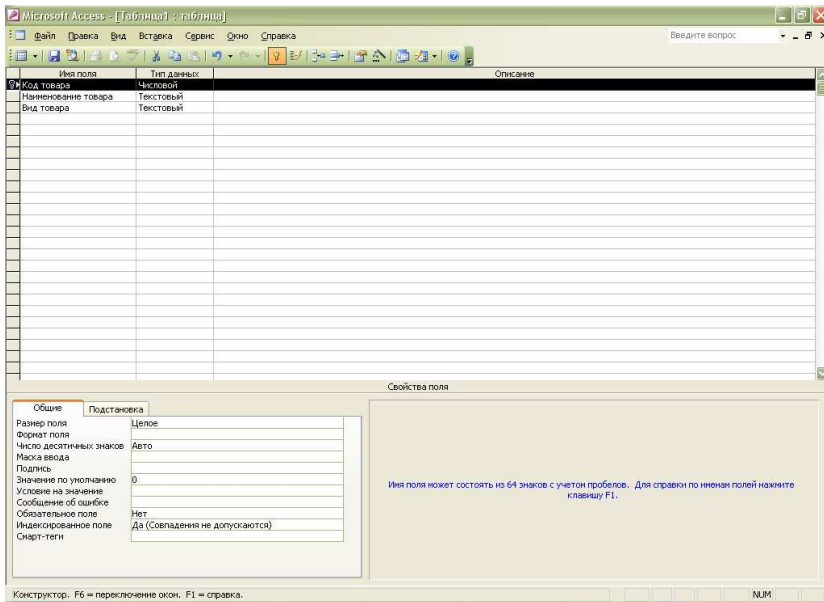 Microsoft Access - [Таблица1 : таблица]
Файл Правка Вид Вставка Сервис Окно Справка Введите вопрос
Имя поля Тип данных Описание
Код товара Числовой
Наименование товара Текстовый
Вид товара Текстовый
Свойства поля
Общие Подстановка
Размер поля Целое
Формат поля
Число десятичных знаков Авто
Маска ввода
Подпись
Значение по умолчанию 0
Условие на значение
Сообщение об ошибке
Обязательное поле Нет
Индексированное поле Да (Совпадения не допускаются)
Смарт-теги
Имя поля может состоять из 64 знаков с учетом пробелов. Для справки по именам полей нажмите
клавишу F1.
Конструктор. F6 = переключение окон. F1 = справка. NUM